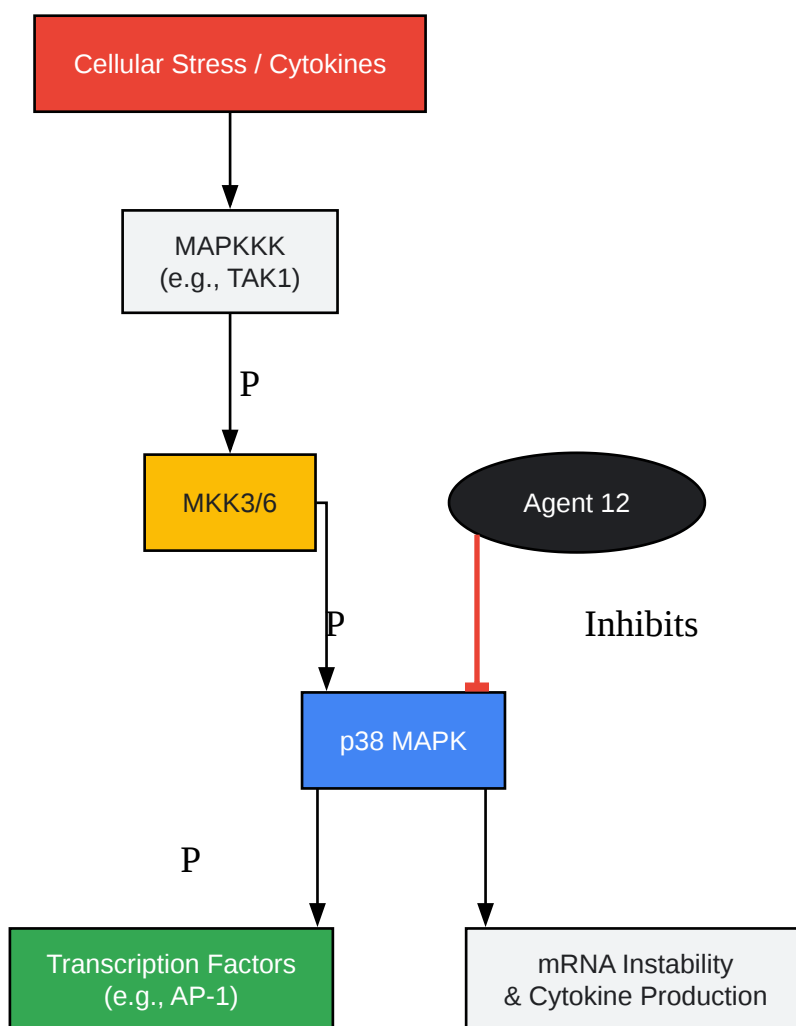 Cellular Stress / Cytokines
MAPKKK
(e.g., TAK1)
P
MKK3/6
Agent 12
P
Inhibits
p38 MAPK
P
Transcription Factors
(e.g., AP-1)
mRNA Instability
& Cytokine Production